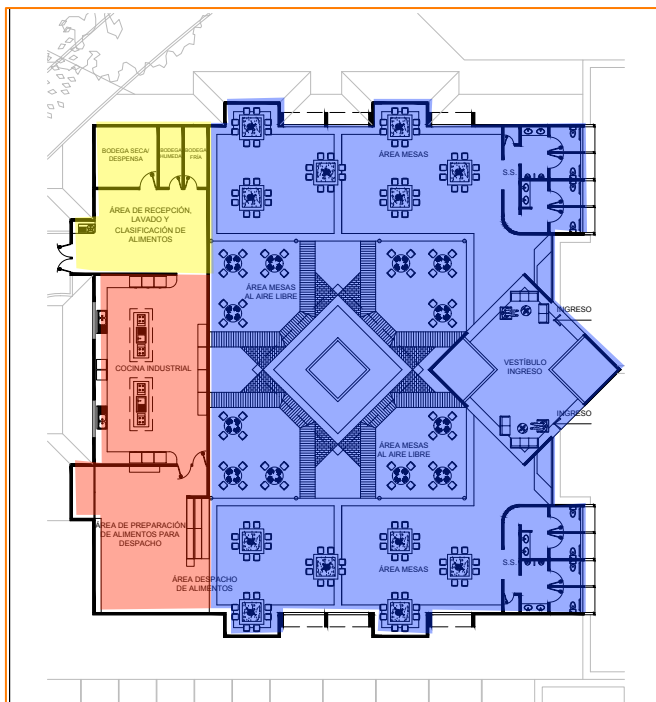 BODEGA SECA/
DESPENSA
BODEGA
HUMEDA
BODEGA
FRÍA
ÁREA MESAS
S.S.
ÁREA DE RECEPCIÓN,
LAVADO Y
CLASIFICACIÓN DE
ALIMENTOS
ÁREA MESAS
AL AIRE LIBRE
INGRESO
COCINA INDUSTRIAL
VESTÍBULO
INGRESO
INGRESO
ÁREA MESAS
AL AIRE LIBRE
ÁREA DE PREPARACIÓN
DE ALIMENTOS PARA
DESPACHO
ÁREA DESPACHO
DE ALIMENTOS
ÁREA MESAS
S.S.